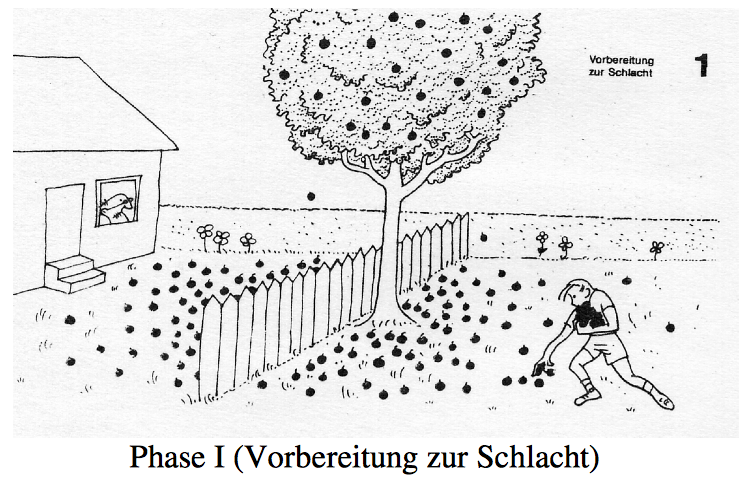 Vorbereitung
zur Schlacht
1
Phase I (Vorbereitung zur Schlacht)